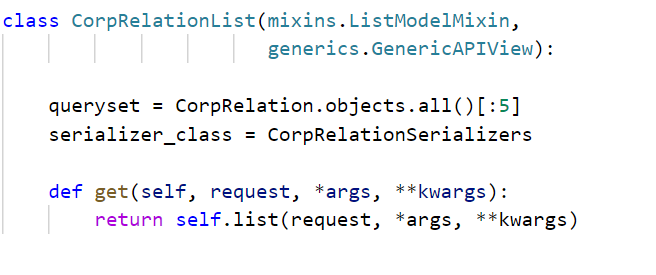 class CorpRelationList(mixins.ListModelMixin,
generics.GenericAPIView):
queryset = CorpRelation.objects.all()[:5]
serializer_class = CorpRelationSerializers
def get(self, request, *args, **kwargs):
return self.list(request, *args, **kwargs)